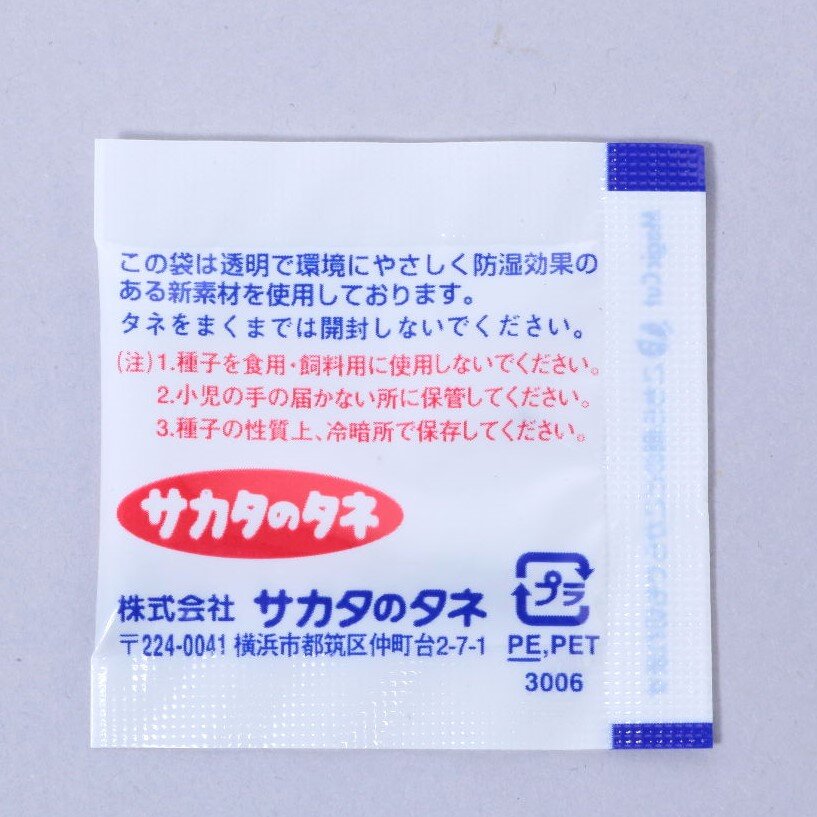 この袋は透明で環境にやさしく防湿効果の
ある新素材を使用しております。
タネをまくまでは開封しないでください。
(注)1.種子を食用・飼料用に使用しないでください。
2.小児の手の届かない所に保管してください。
3.種子の性質上、冷暗所で保存してください。
サカタのタネ
株式会社 サカタのタネ
〒224-0041 横浜市都筑区仲町台2-7-1
プラ
PE,PET
3006
Magic Cut